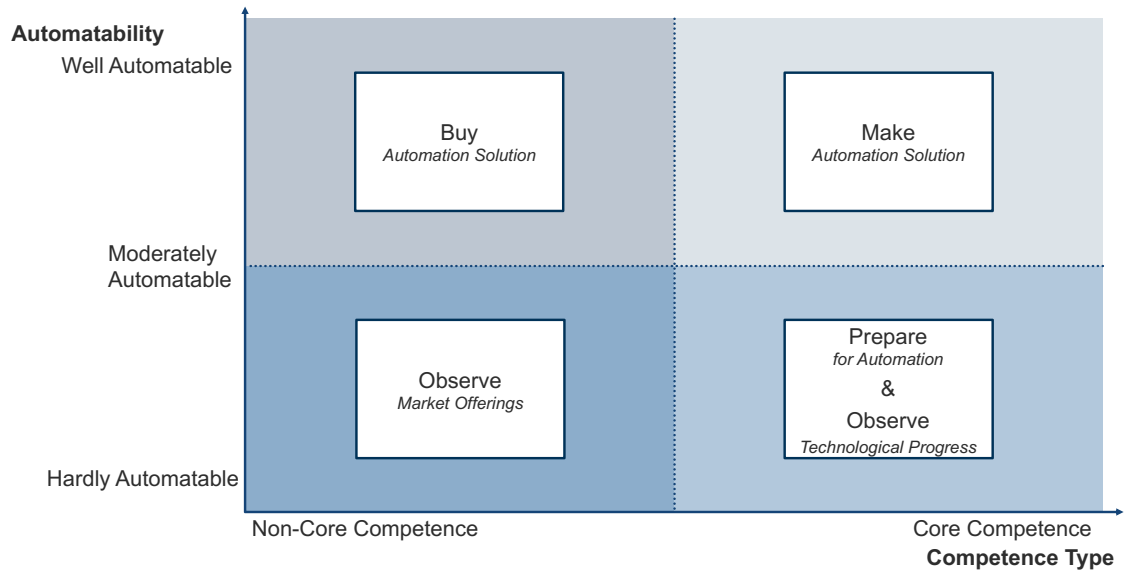 Automatability
Well Automatable
Buy
Automation Solution
Make
Automation Solution
Moderately
Automatable
Observe
Market Offerings
Prepare
for Automation
&
Observe
Technological Progress
Hardly Automatable
Non-Core Competence
Core Competence
Competence Type